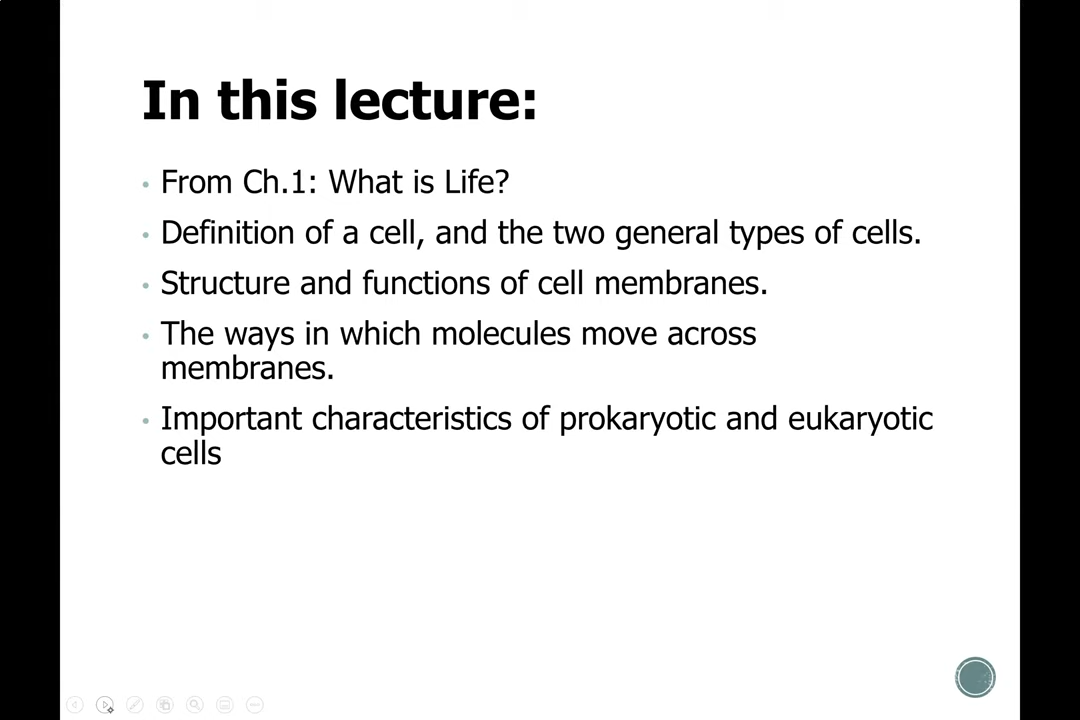 In this lecture:
• From Ch.1: What is Life?
• Definition of a cell, and the two general types of cells.
• Structure and functions of cell membranes.
• The ways in which molecules move across
membranes.
• Important characteristics of prokaryotic and eukaryotic
cells